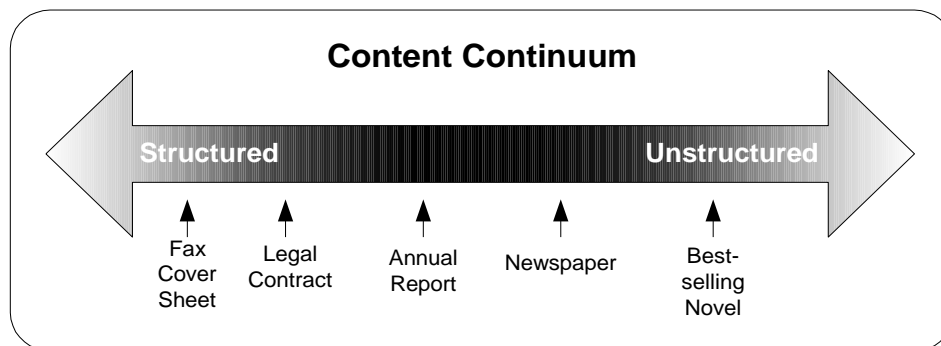 Content Continuum
Structured
Unstructured
Fax
Cover
Sheet
Legal
Contract
Annual
Report
Newspaper
Best-
selling
Novel